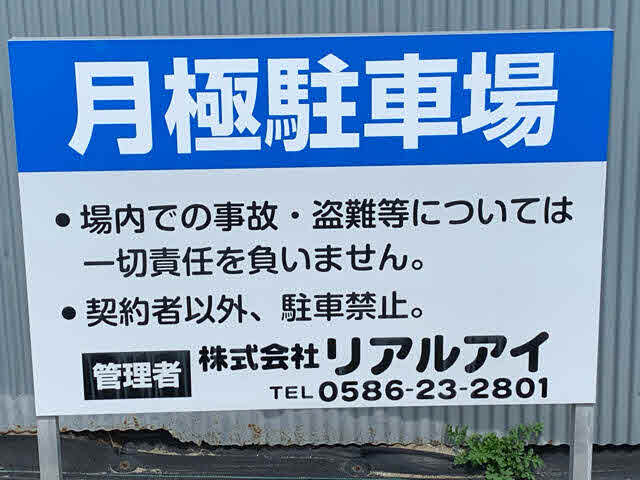 月極駐車場
●場内での事故・盗難等については
一切責任を負いません。
●契約者以外、駐車禁止。
管理者 株式会社リアルアイ
TEL 0586-23-2801